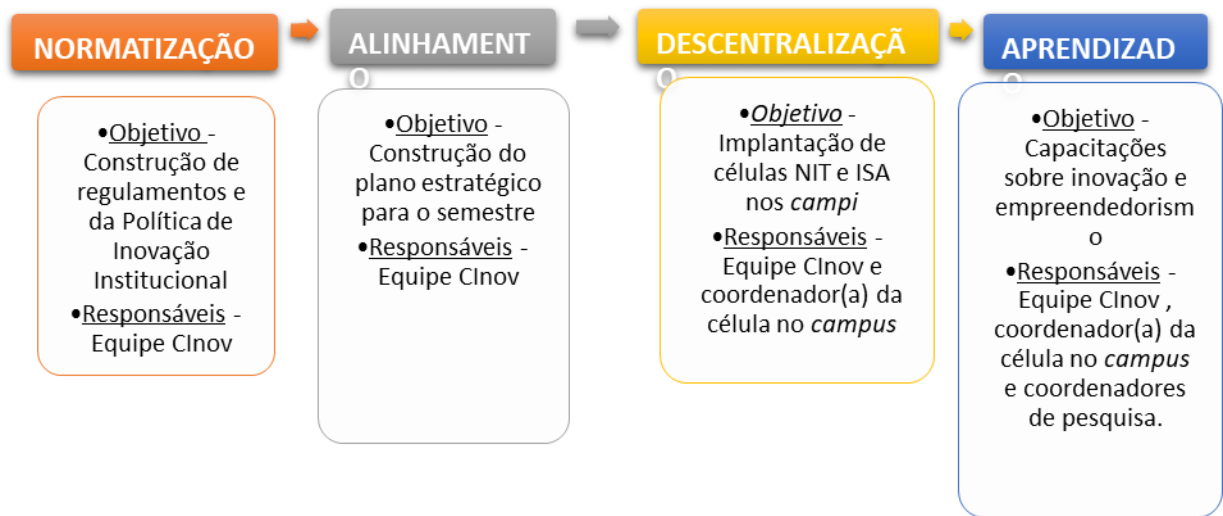 NORMATIZAÇÃO
•Objetivo -
Construção de
regulamentos e
da Política de
Inovação
Institucional
•Responsáveis -
Equipe CInov
ALINHAMENT
O
•Objetivo -
Construção do
plano estratégico
para o semestre
•Responsáveis -
Equipe CInov
DESCENTRALIZAÇÃ
O
•Objetivo -
Implantação de
células NIT e ISA
nos campi
•Responsáveis -
Equipe CInov e
coordenador(a) da
célula no campus
APRENDIZAD
O
•Objetivo -
Capacitações
sobre inovação e
empreendedorism
o
•Responsáveis -
Equipe CInov ,
coordenador(a) da
célula no campus
e coordenadores
de pesquisa.